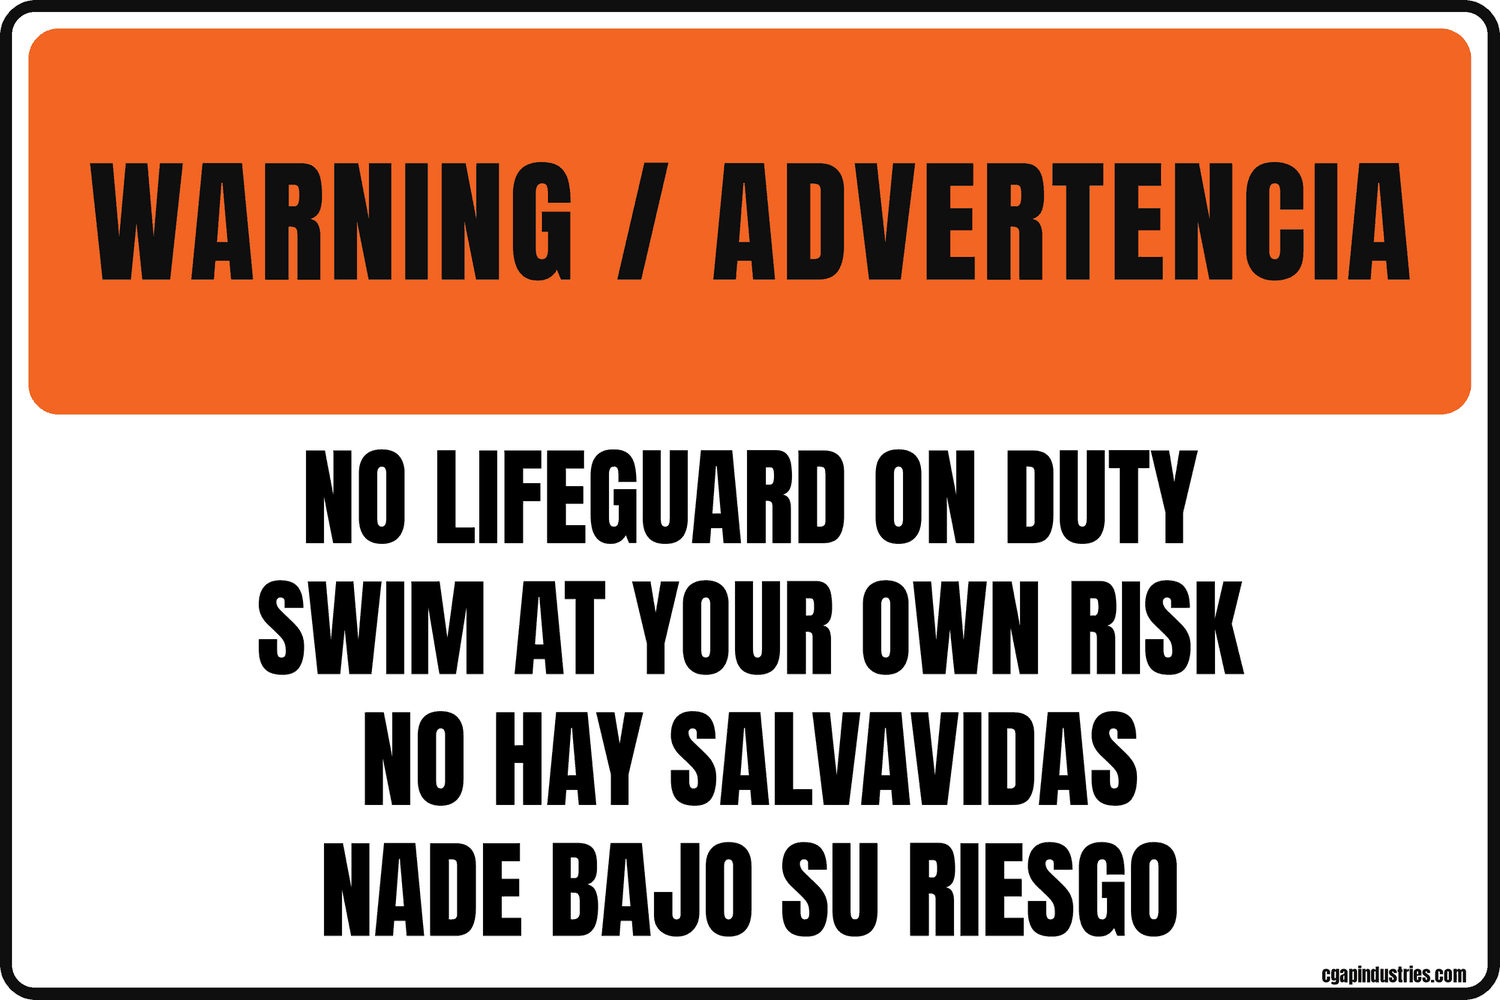 WARNING / ADVERTENCIA
NO LIFEGUARD ON DUTY
SWIM AT YOUR OWN RISK
NO HAY SALVAVIDAS
NADE BAJO SU RIESGO
cgapindustries.com